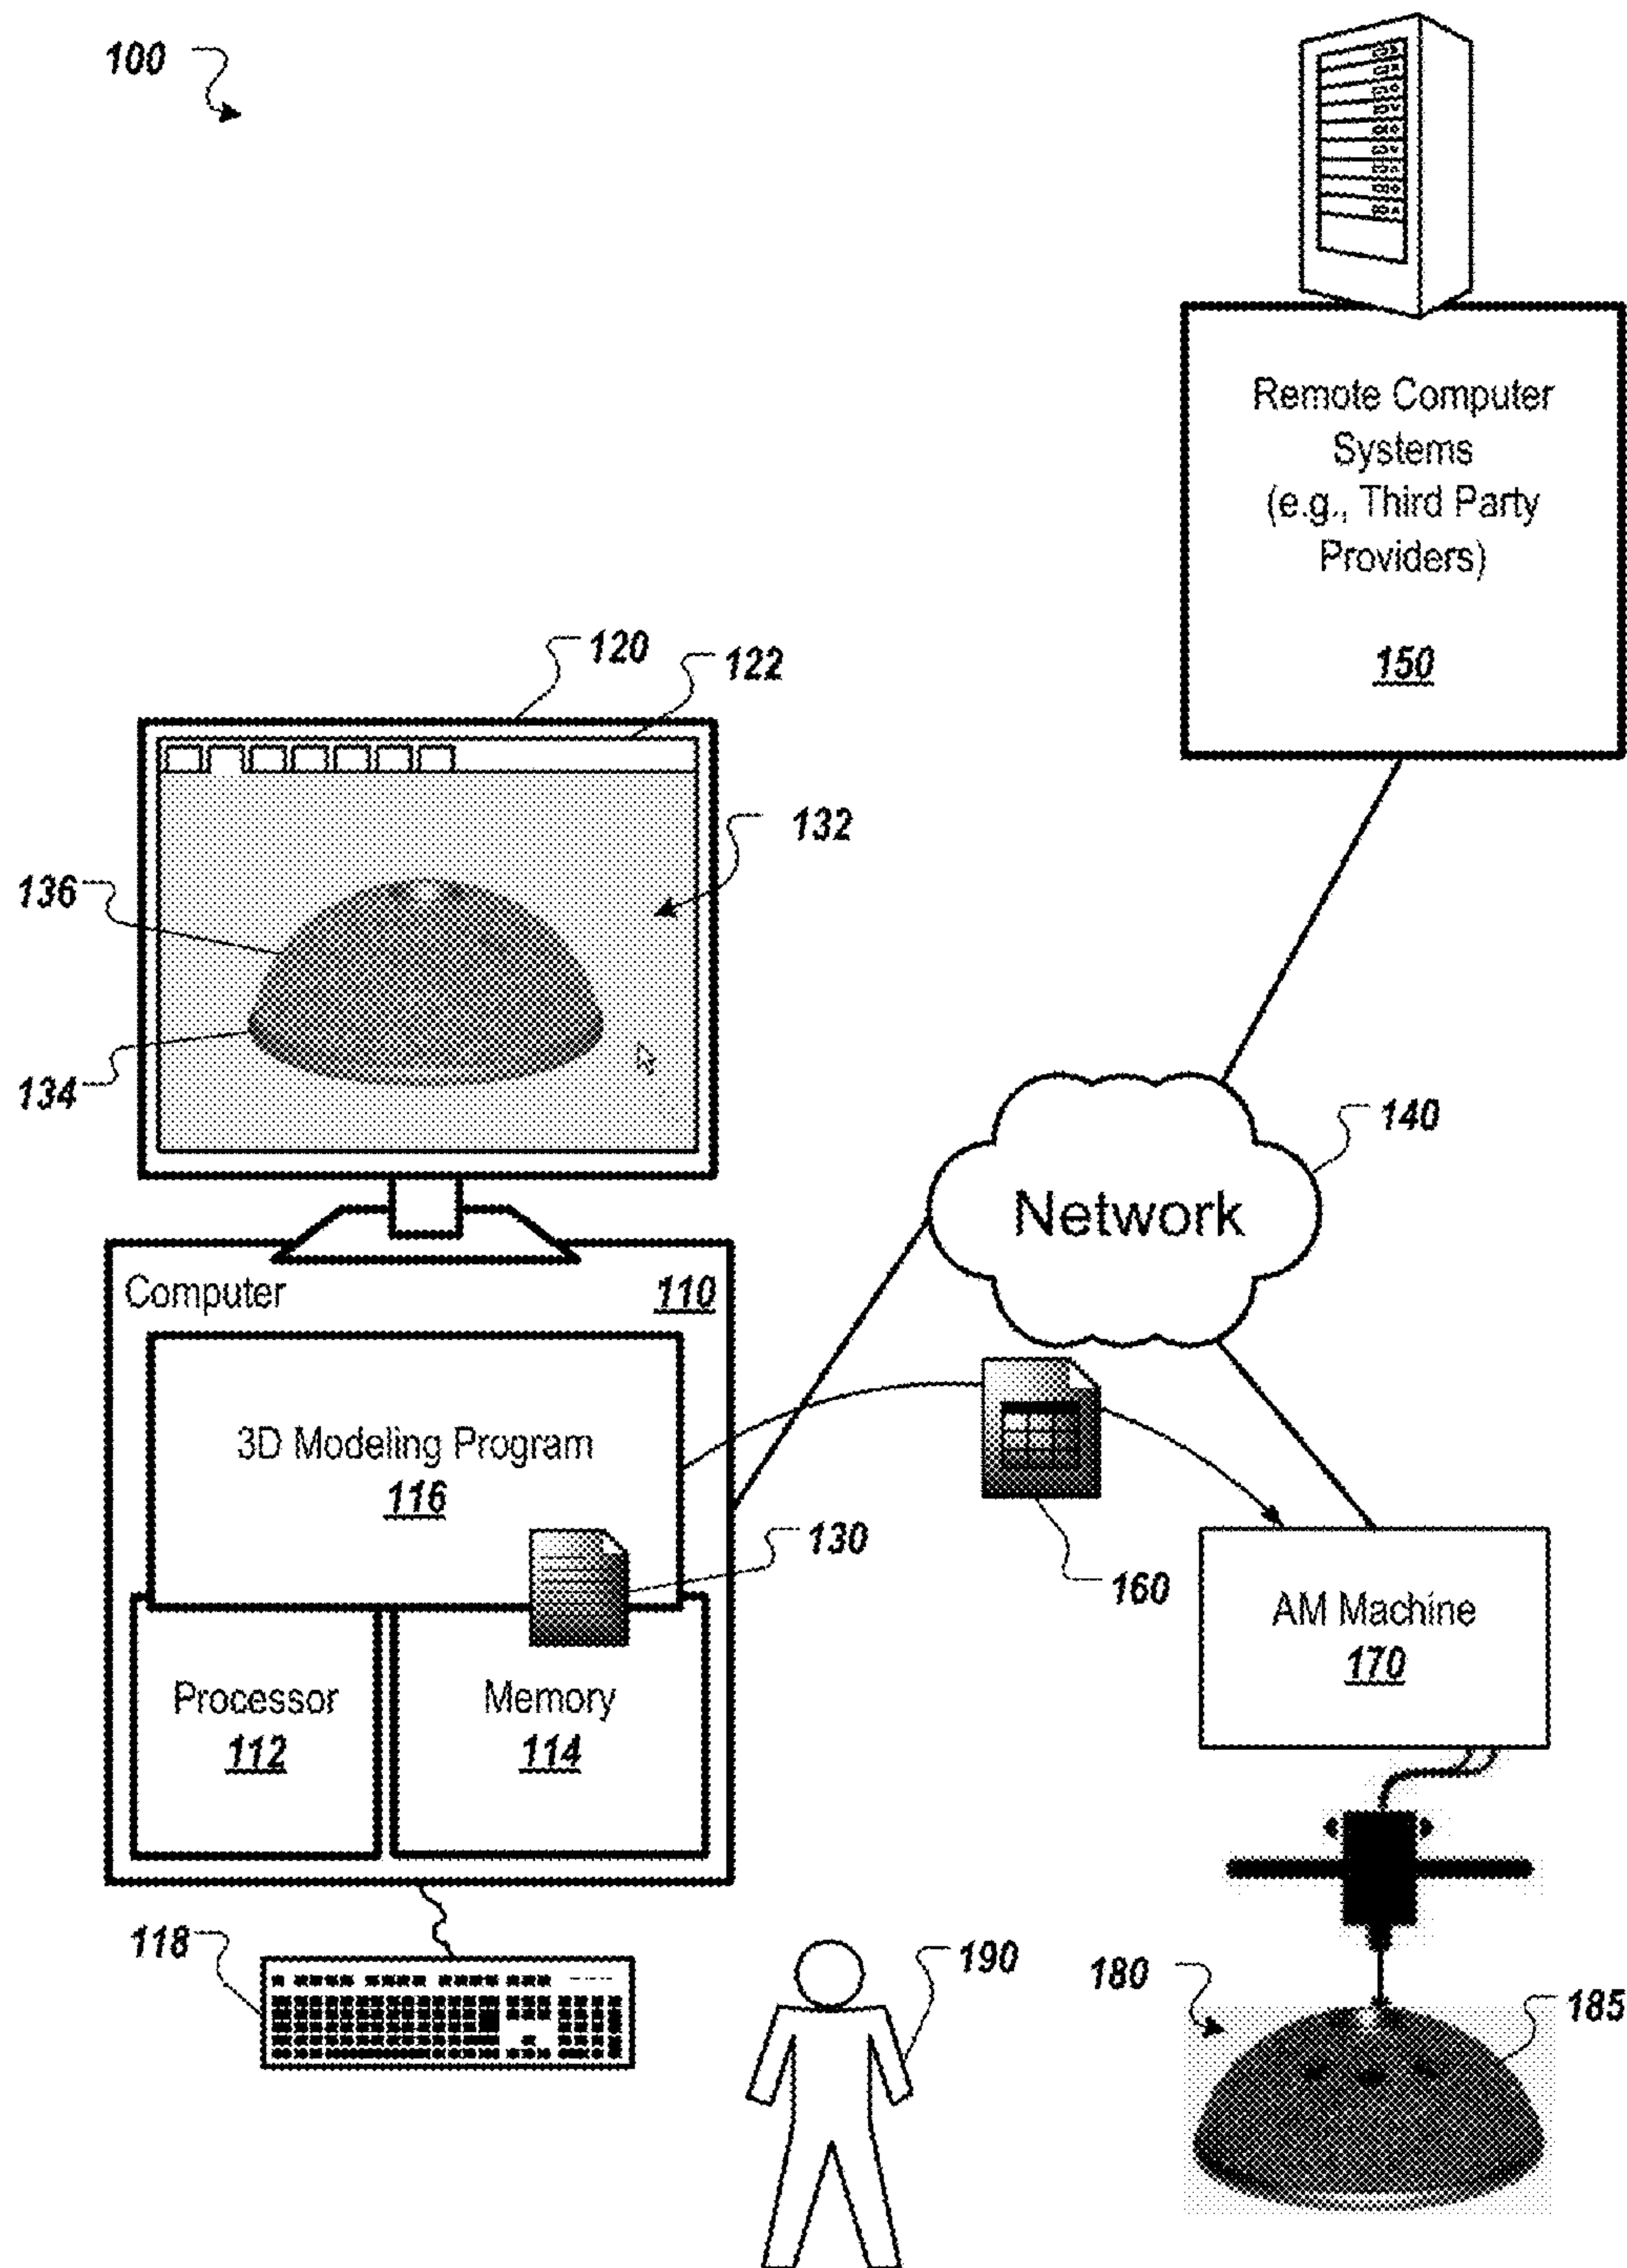 100
Remote Computer
Systems
(e.g., Third Party
Providers)
150
120
122
132
136
134
140
Network
Computer
110
3D Modeling Program
116
130
160
AM Machine
170
Processor
112
Memory
114
118
190
180
185